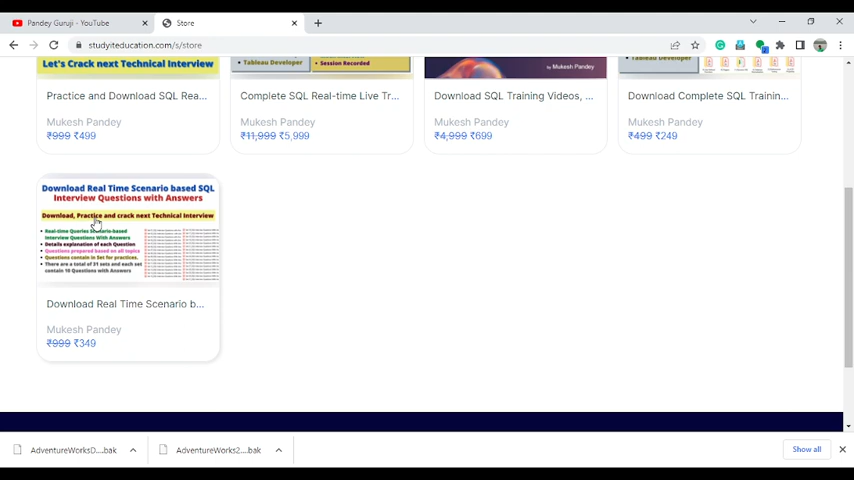 Pandey Guruji - YouTube
Store
studyiteducation.com/s/store
Let's Crack next Technical Interview
Tableau Developer
Session Recorded
by Mukesh Pandey
Tableau Developer
Practice and Download SQL Rea...
Complete SQL Real-time Live Tr...
Download SQL Training Videos, ...
Download Complete SQL Trainin...
Mukesh Pandey
Mukesh Pandey
Mukesh Pandey
Mukesh Pandey
₹999 ₹499
₹11,999 ₹5,999
₹4,999 ₹699
₹499 ₹249
Download Real Time Scenario based SQL
Interview Questions with Answers
Download, Practice and crack next Technical Interview
Real-time Queries Scenario-based
Interview Questions With Answers
Details explanation of each Question
Questions prepared based on all topics
Questions contain in Set for practices.
There are a total of 31 sets and each set
contain 10 Questions with Answers
Download Real Time Scenario b...
Mukesh Pandey
₹999 ₹349
AdventureWorksD....bak
AdventureWorks2....bak
Show all